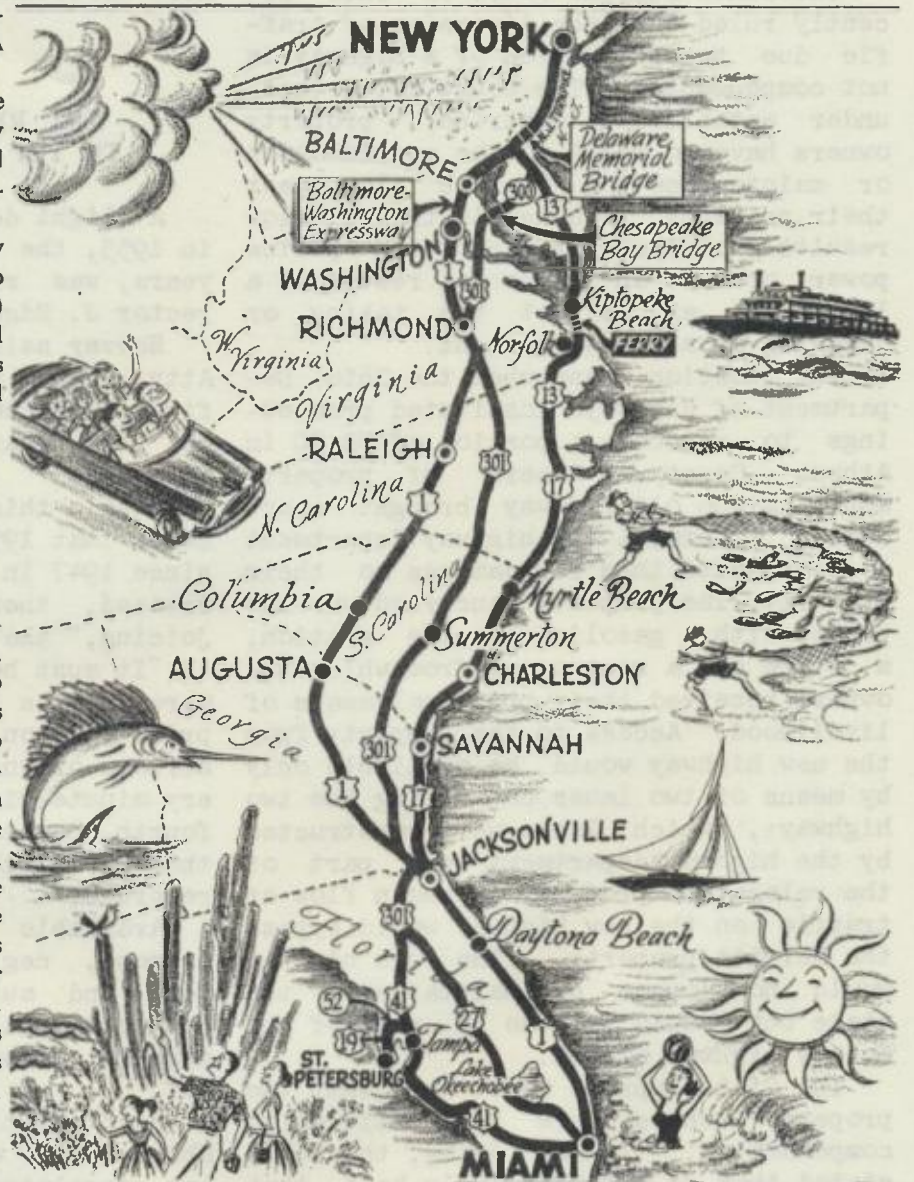 NEW YORK
Delaware
Memorial
Bridge
BALTIMORE
Baltimore-
Washington
Expressway
300
13
Chesapeake
Bay Bridge
WASHINGTON
1
301
Kiptopeke
Beach
RICHMOND
Norfolk
FERRY
W.
Virginia
Virginia
13
RALEIGH
301
17
N. Carolina
1
Columbia
S. Carolina
Myrtle Beach
Summerton
AUGUSTA
CHARLESTON
Georgia
301
SAVANNAH
1
17
JACKSONVILLE
301
Florida
Daytona Beach
52
41
27
19
Tampa
1
ST.
PETERSBURG
Lake
Okeechobee
41
MIAMI